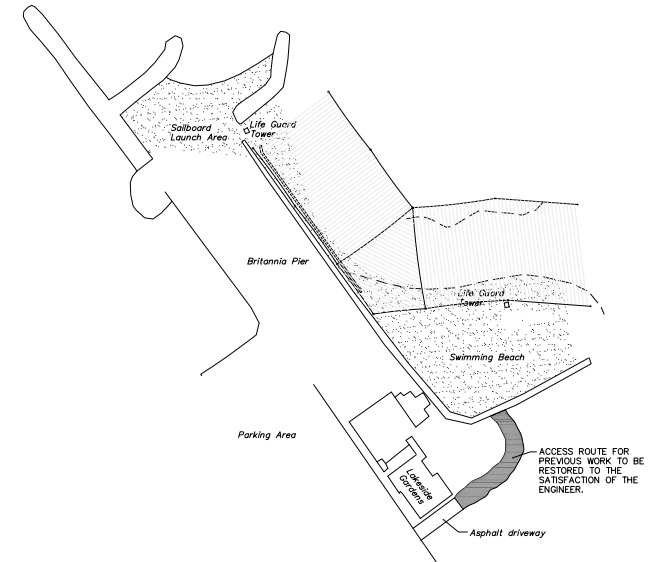 Sailboard
Launch Area
Life Guard
Tower
Britannia Pier
Life Guard
Tower
Swimming Beach
Parking Area
Lakeside
Gardens
ACCESS ROUTE FOR
PREVIOUS WORK TO BE
RESTORED TO THE
SATISFACTION OF THE
ENGINEER.
Asphalt driveway